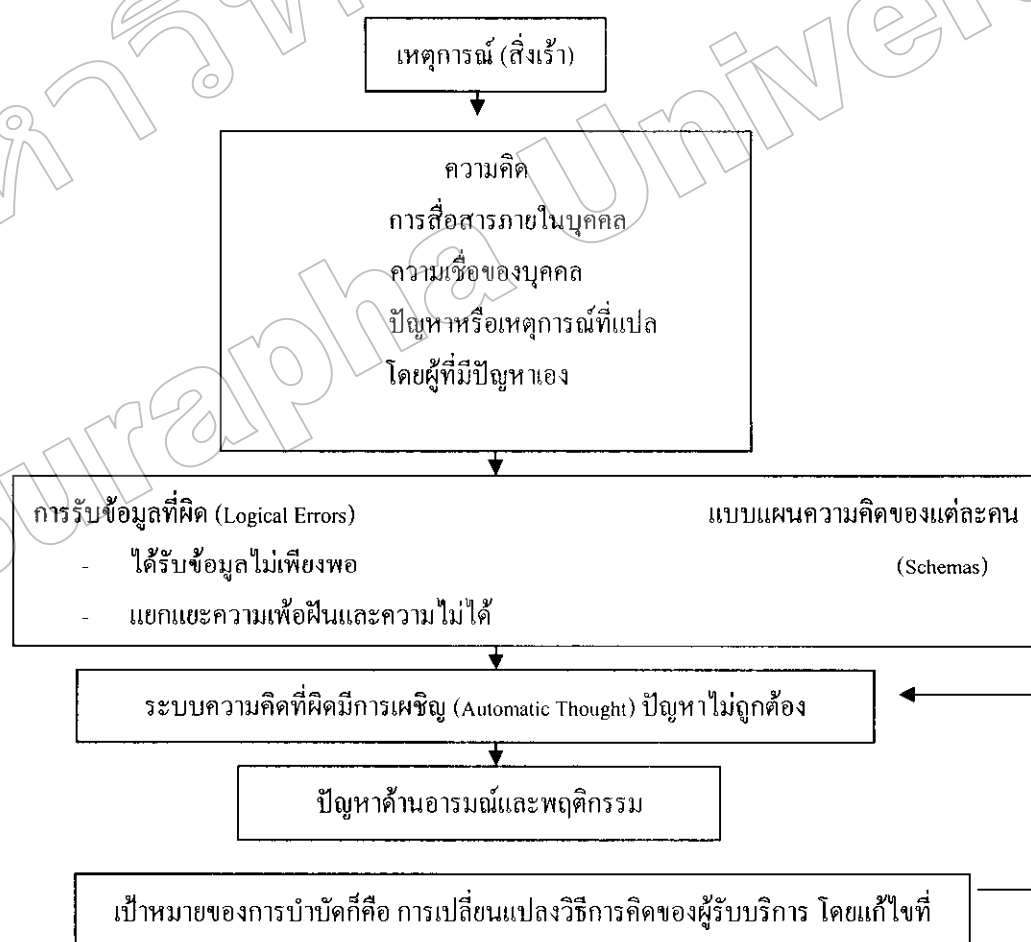 เหตุการณ์ (สิ่งเร้า)
ความคิด
การสื่อสารภายในบุคคล
ความเชื่อของบุคคล
ปัญหาหรือเหตุการณ์ที่แปล
โดยผู้ที่มีปัญหาเอง
การรับข้อมูลที่ผิด (Logical Errors) แบบแผนความคิดของแต่ละคน
- ได้รับข้อมูลไม่เพียงพอ (Schemas)
- แยกแยะความเพ้อฝันและความไม่ได้
ระบบความคิดที่ผิดมีการเผชิญ (Automatic Thought) ปัญหาไม่ถูกต้อง
ปัญหาด้านอารมณ์และพฤติกรรม
เป้าหมายของการบำบัดก็คือ การเปลี่ยนแปลงวิธีการคิดของผู้รับบริการ โดยแก้ไขที่